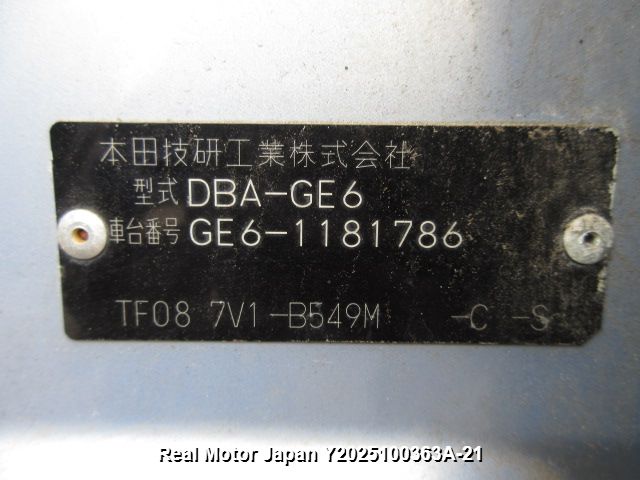 本田技研工業株式会社
型式 DBA-GE6
車台番号 GE6-1181786
TF08 7V1-B549M -C -S
Real Motor Japan Y2025100363A-21